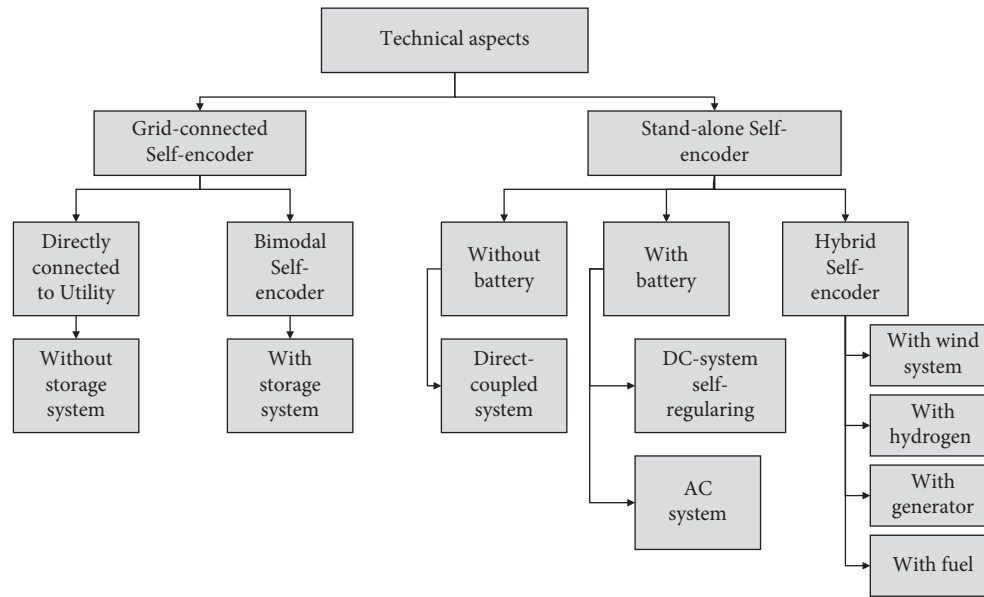 Technical aspects
Grid-connected
Self-encoder
Stand-alone Self-
encoder
Directly
connected
to Utility
Bimodal
Self-
encoder
Without
battery
With
battery
Hybrid
Self-
encoder
Without
storage
system
With
storage
system
Direct-
coupled
system
DC-system
self-
regularing
AC
system
With wind
system
With
hydrogen
With
generator
With fuel